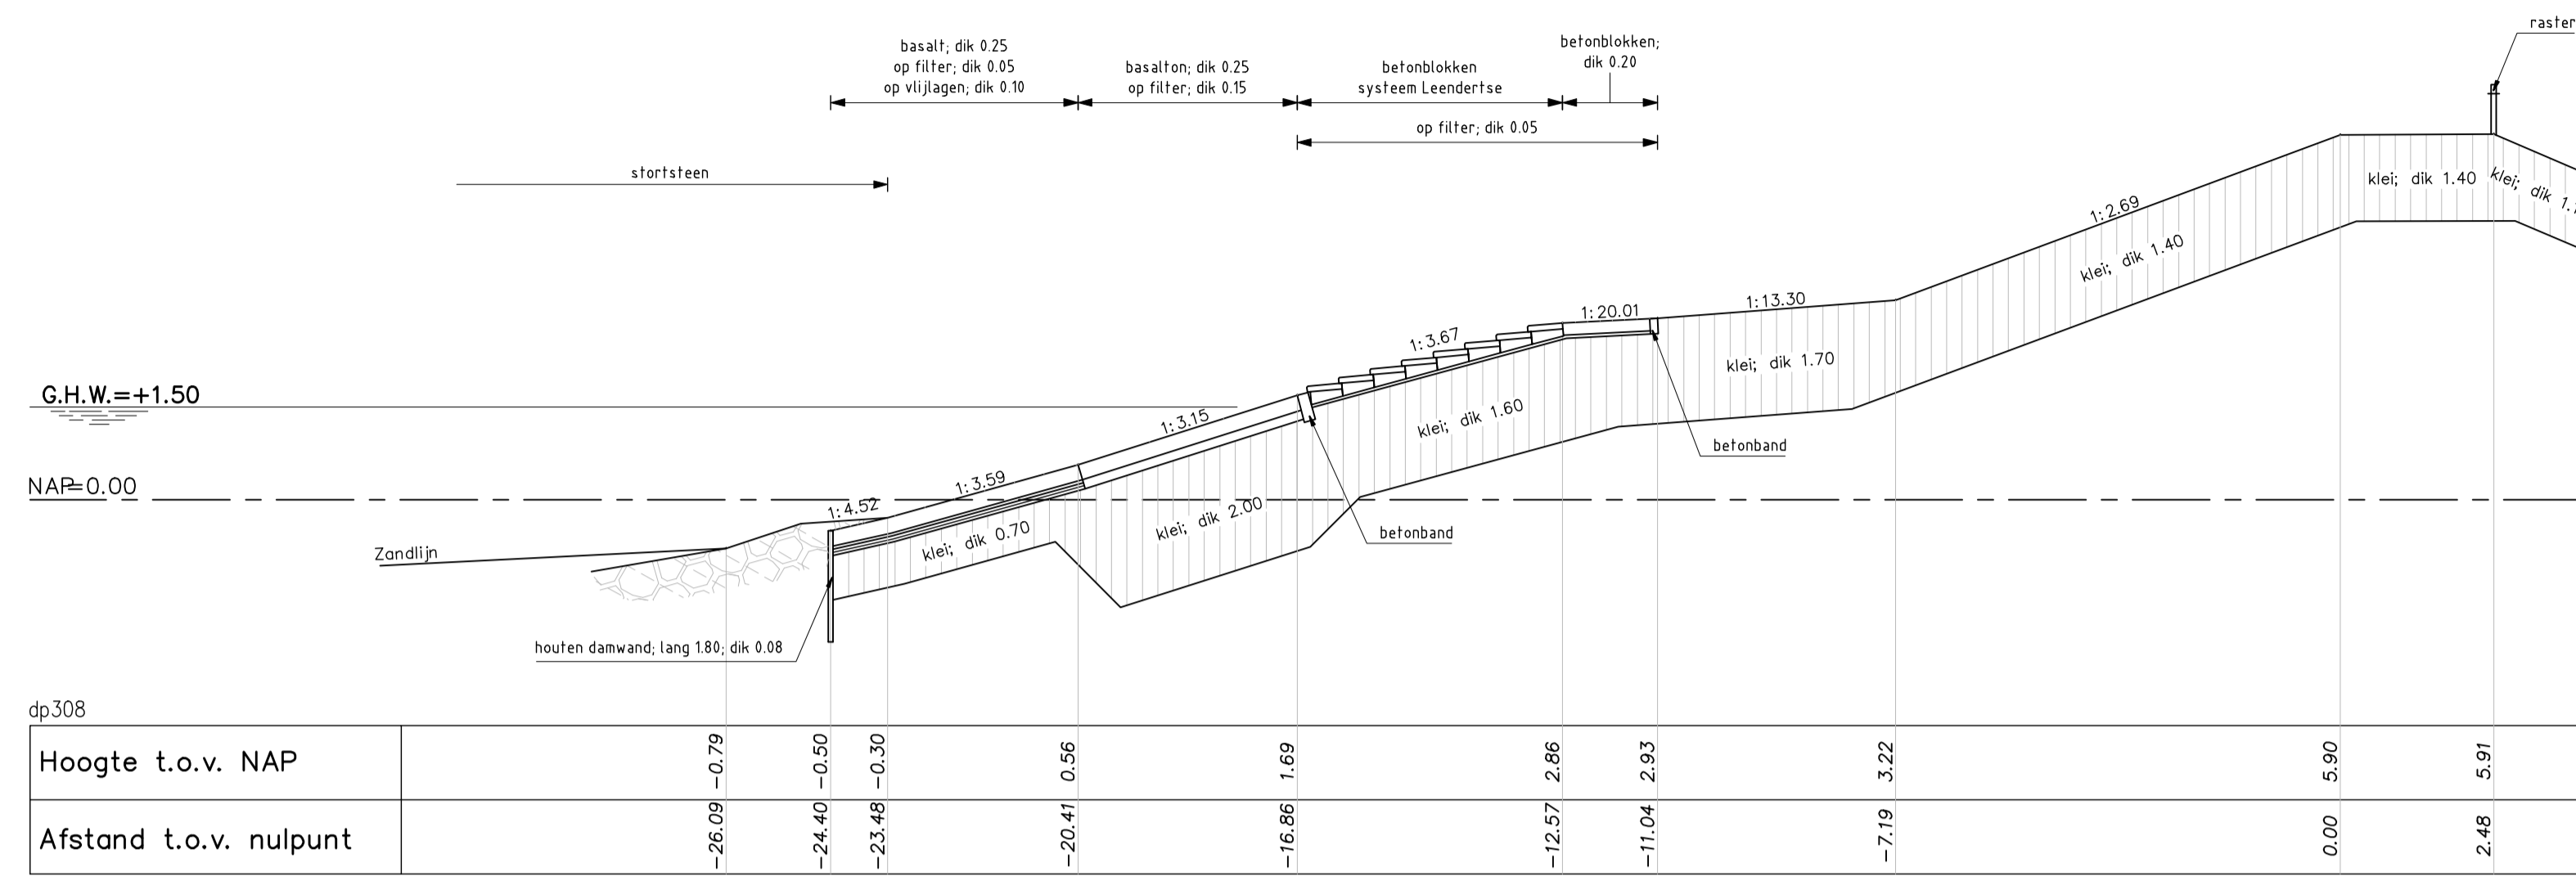 raster
basalt; dik 0.25
op filter; dik 0.05
op vlijlagen; dik 0.10
basalton; dik 0.25
op filter; dik 0.15
betonblokken
systeem Leendertse
betonblokken;
dik 0.20
op filter; dik 0.05
stortsteen
klei; dik 1.40
klei; dik 1.
1:2.69
klei; dik 1.40
1:13.30
1:20.01
1:3.67
klei; dik 1.70
G.H.W.=+1.50
1:3.15
klei; dik 1.60
betonband
NAP=0.00
1:3.59
1:4.52
klei; dik 2.00
klei; dik 0.70
betonband
Zandlijn
houten damwand; lang 1.80; dik 0.08
dp308
Hoogte t.o.v. NAP -0.79 -0.50 -0.30 0.56 1.69 2.86 2.93 3.22 5.90 5.91
Afstand t.o.v. nulpunt -26.09 -24.40 -23.48 -20.41 -16.86 -12.57 -11.04 -7.19 0.00 2.48